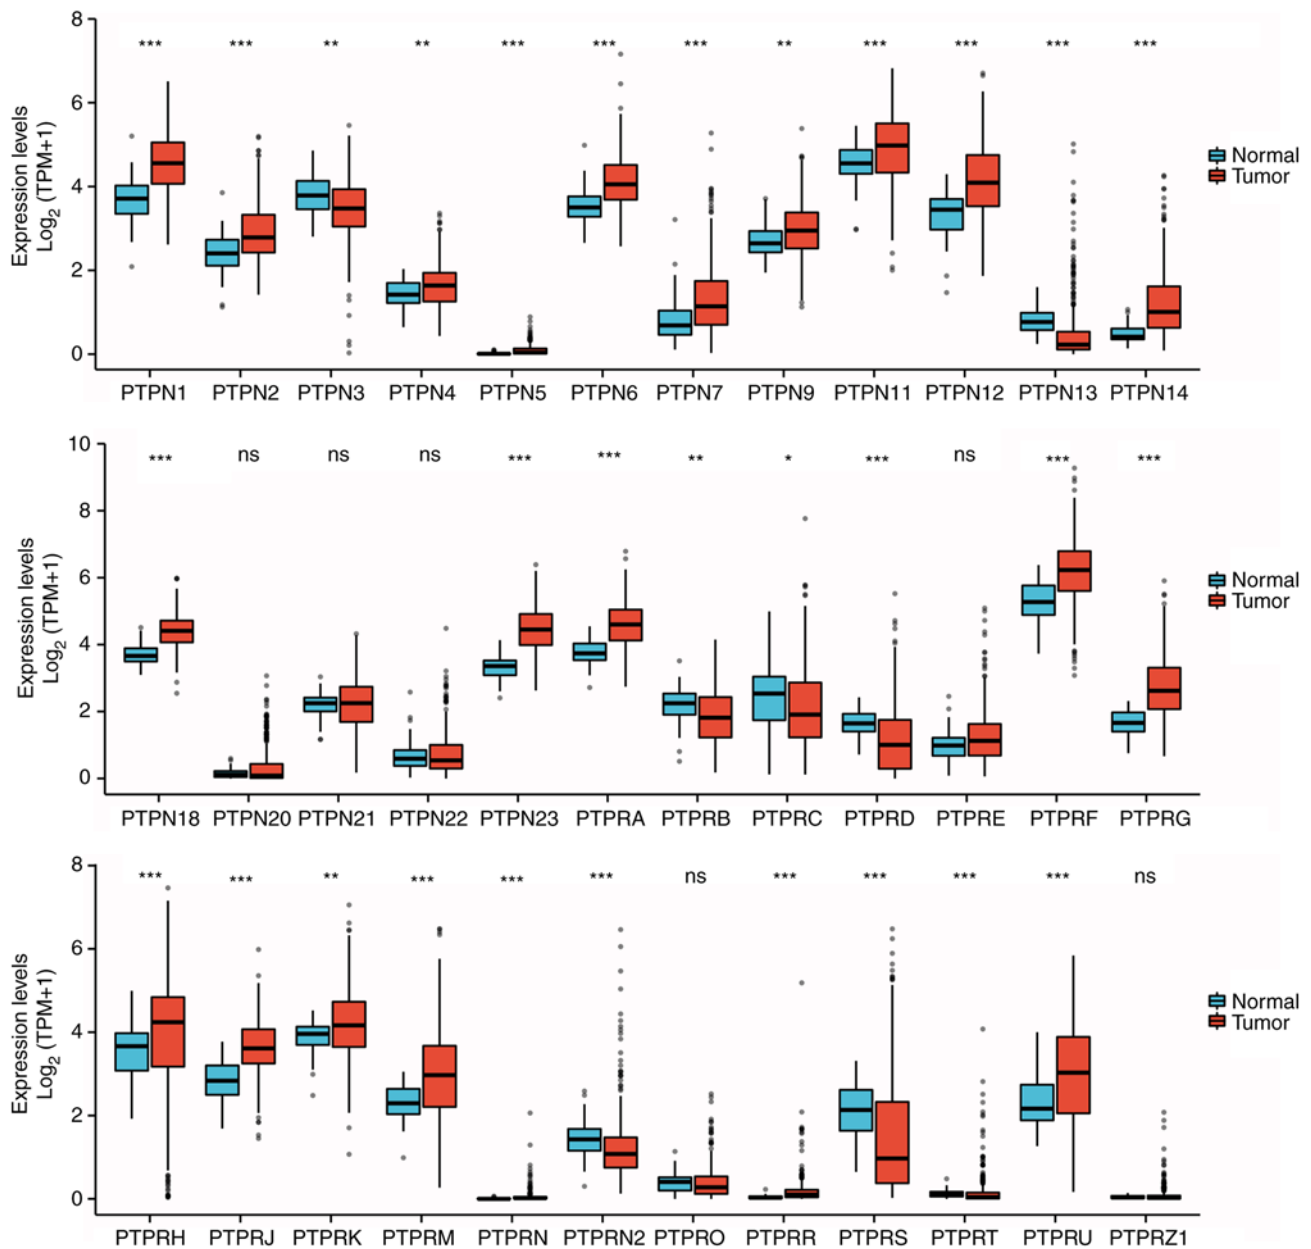 8
*** *** ** ** *** *** *** ** *** *** *** ***
6
4
2
0
Expression levels
Log2 (TPM+1)
Normal
Tumor
PTPN1 PTPN2 PTPN3 PTPN4 PTPN5 PTPN6 PTPN7 PTPN9 PTPN11 PTPN12 PTPN13 PTPN14
10
*** ns ns ns *** *** ** * *** ns *** ***
8
6
4
2
0
Expression levels
Log2 (TPM+1)
Normal
Tumor
PTPN18 PTPN20 PTPN21 PTPN22 PTPN23 PTPRA PTPRB PTPRC PTPRD PTPRE PTPRF PTPRG
8
*** *** ** *** *** *** ns *** *** *** *** ns
6
4
2
0
Expression levels
Log2 (TPM+1)
Normal
Tumor
PTPRH PTPRJ PTPRK PTPRM PTPRN PTPRN2 PTPRO PTPRR PTPRS PTPRT PTPRU PTPRZ1